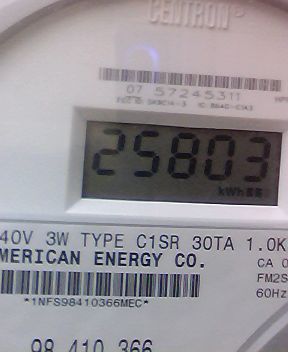 CENTRON®
07 57245311
25803
kWh
40V 3W TYPE C1SR 30TA 1.0K
MERICAN ENERGY CO.
CA 0
FM2S
60Hz
*1NFS98410366MEC*
98 410 366